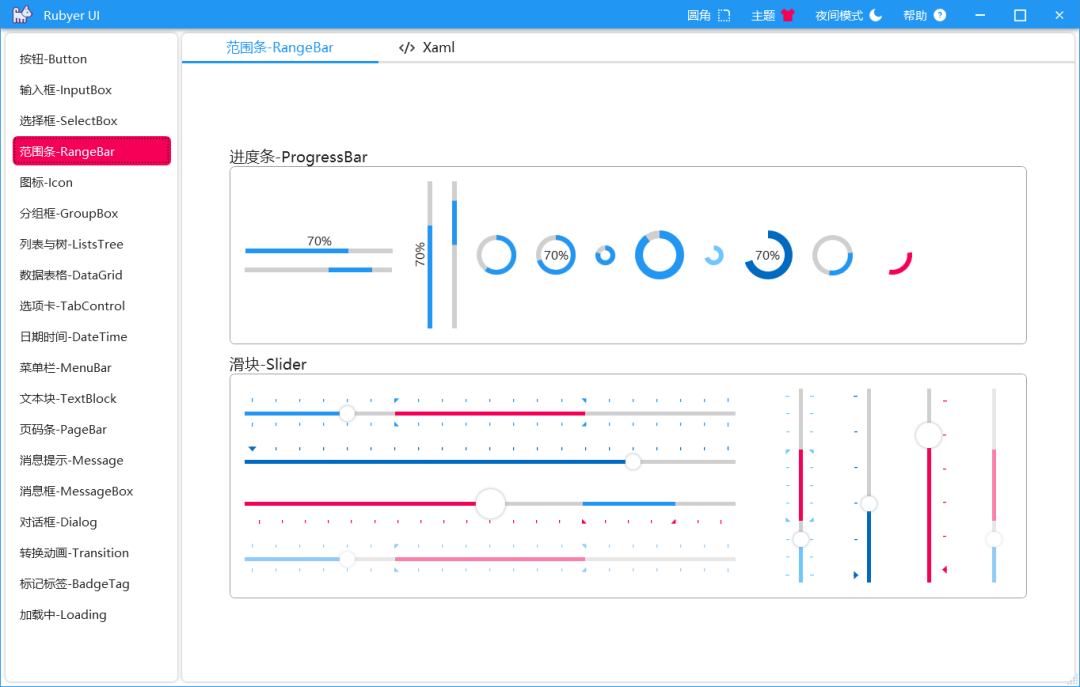 Rubyer UI
圆角
主题
夜间模式
帮助
按钮-Button
输入框-InputBox
选择框-SelectBox
范围条-RangeBar
图标-Icon
分组框-GroupBox
列表与树-ListsTree
数据表格-DataGrid
选项卡-TabControl
日期时间-DateTime
菜单栏-MenuBar
文本块-TextBlock
页码条-PageBar
消息提示-Message
消息框-MessageBox
对话框-Dialog
转换动画-Transition
标记标签-BadgeTag
加载中-Loading
范围条-RangeBar
</> Xaml
进度条-ProgressBar
70%
70%
70%
70%
滑块-Slider